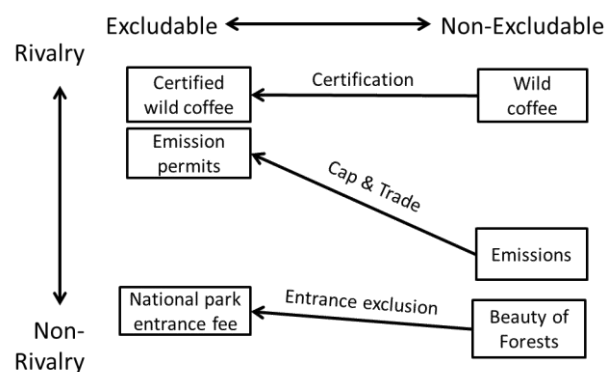 Excludable
Non-Excludable
Rivalry
Certified
wild coffee
Certification
Wild
coffee
Emission
permits
Cap & Trade
Emissions
National park
entrance fee
Entrance exclusion
Beauty of
Forests
Non-
Rivalry